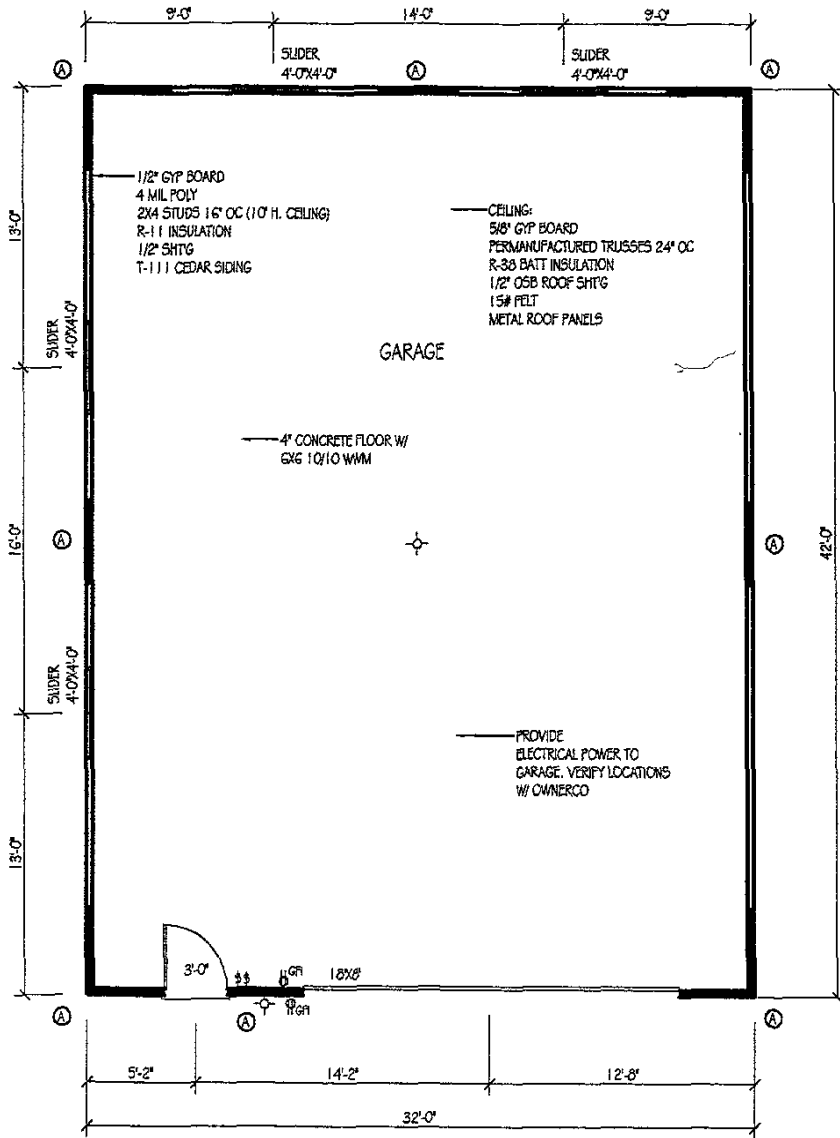 9'-0"
14'-0"
9'-0"
SLIDER
4'-0"X4'-0"
SLIDER
4'-0"X4'-0"
A
A
A
1/2" GYP BOARD
4 MIL POLY
2X4 STUDS 16" OC (10' H. CEILING)
R-11 INSULATION
1/2" SHT'G
T-111 CEDAR SIDING
CEILING:
5/8" GYP BOARD
PERMANUFACTURED TRUSSES 24" OC
R-38 BATT INSULATION
1/2" OSB ROOF SHT'G
15# FELT
METAL ROOF PANELS
13'-0"
SLIDER
4'-0"X4'-0"
GARAGE
4" CONCRETE FLOOR W/
6X6 10/10 WWM
16'-0"
A
A
42'-0"
SLIDER
4'-0"X4'-0"
PROVIDE
ELECTRICAL POWER TO
GARAGE. VERIFY LOCATIONS
W/ OWNERCO
13'-0"
3'-0"
$$
GFI
18X8'
GFI
A
A
A
5'-2"
14'-2"
12'-8"
32'-0"